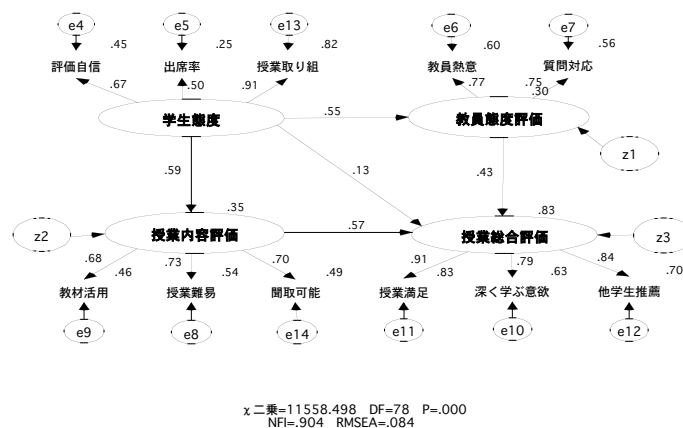 e4 e5 e13 e6 e7
.45 .25 .82 .60 .56
評価自信 出席率 授業取り組 教員熱意 質問対応
.67 .50 .91 .77 .75
.30
学生態度 .55 教員態度評価
z1
.59 .13 .43
.35 .83
z2 授業内容評価 .57 授業総合評価 z3
.68 .46 .73 .54 .70 .49 .91 .83 .79 .63 .84 .70
教材活用 授業難易 聞取可能 授業満足 深く学ぶ意欲 他学生推薦
e9 e8 e14 e11 e10 e12
χ二乗=11558.498 DF=78 P=.000
NFI=.904 RMSEA=.084